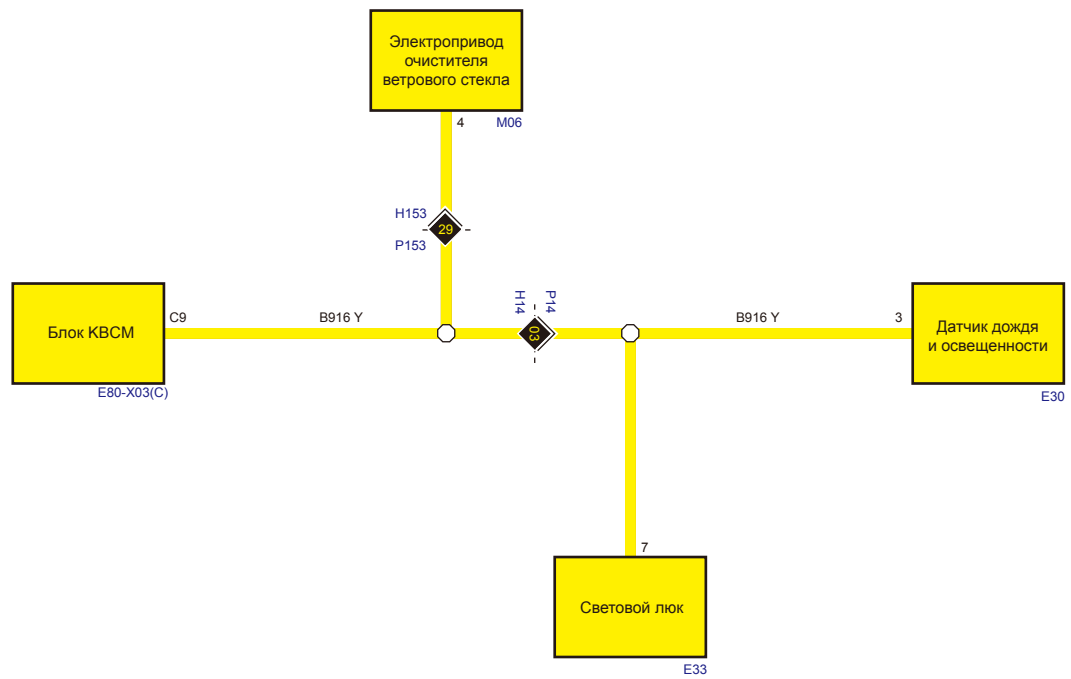 Электропривод
очистителя
ветрового стекла
4
M06
H153
29
P153
Блок KBCM
C9
B916 Y
H14
P14
03
B916 Y
3
Датчик дождя
и освещенности
E80-X03(C)
E30
7
Световой люк
E33